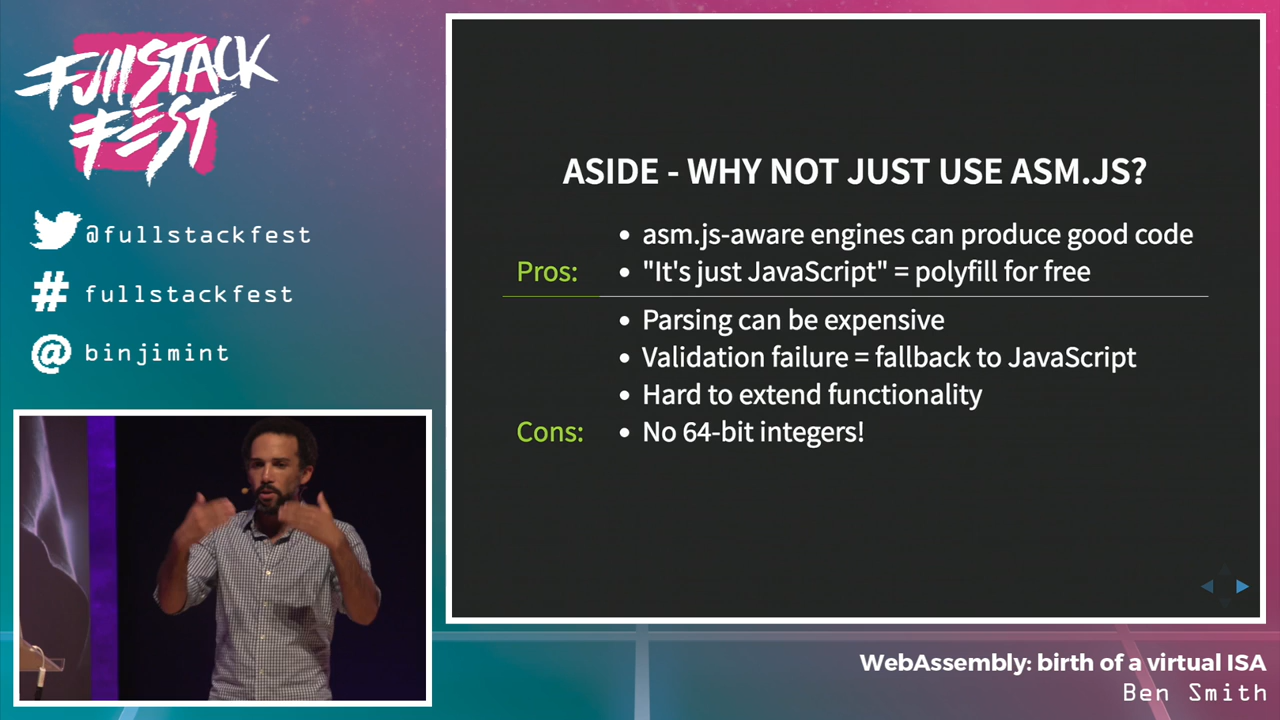 FullSTACK
FEST
@fullstackfest
# fullstackfest
@ binjimint
ASIDE - WHY NOT JUST USE ASM.JS?
Pros:
• asm.js-aware engines can produce good code
• "It's just JavaScript" = polyfill for free
Cons:
• Parsing can be expensive
• Validation failure = fallback to JavaScript
• Hard to extend functionality
• No 64-bit integers!
WebAssembly: birth of a virtual ISA
Ben Smith